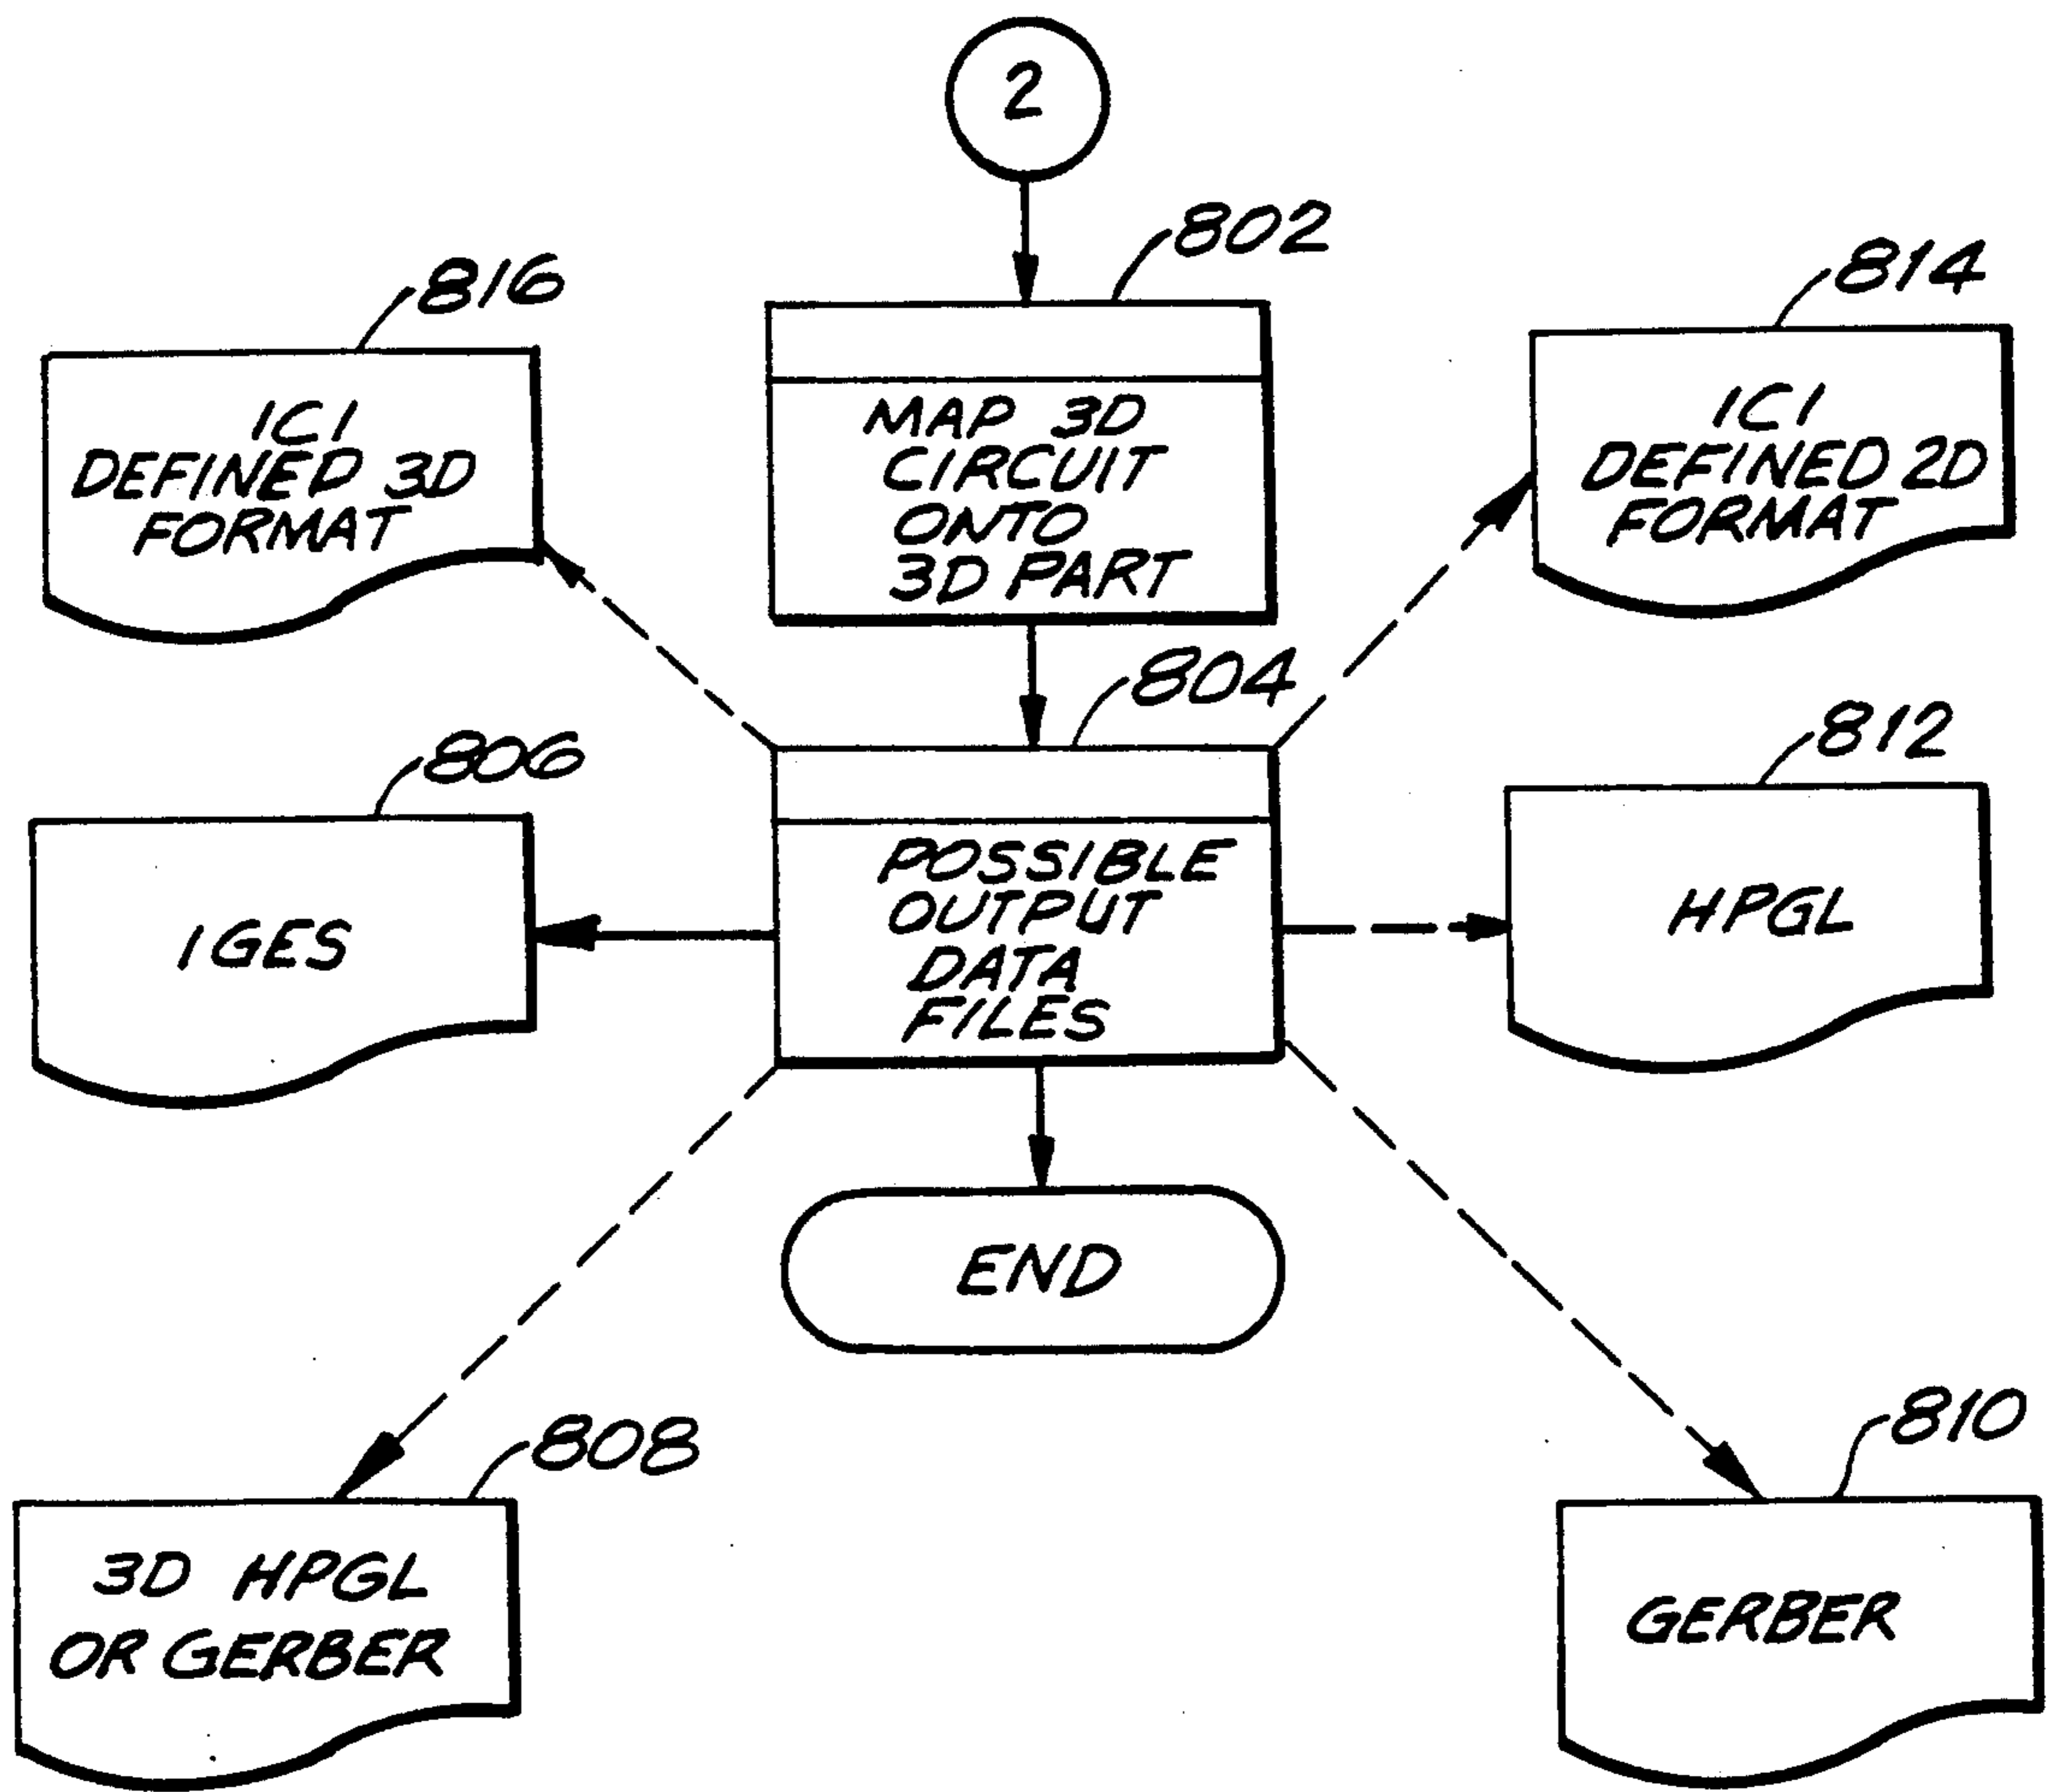 2
802
816
814
ICI
DEFINED 3D
FORMAT
MAP 3D
CIRCUIT
ONTO
3D PART
ICI
DEFINED 2D
FORMAT
804
806
812
IGES
POSSIBLE
OUTPUT
DATA
FILES
HPGL
END
808
810
3D HPGL
OR GERBER
GERBER